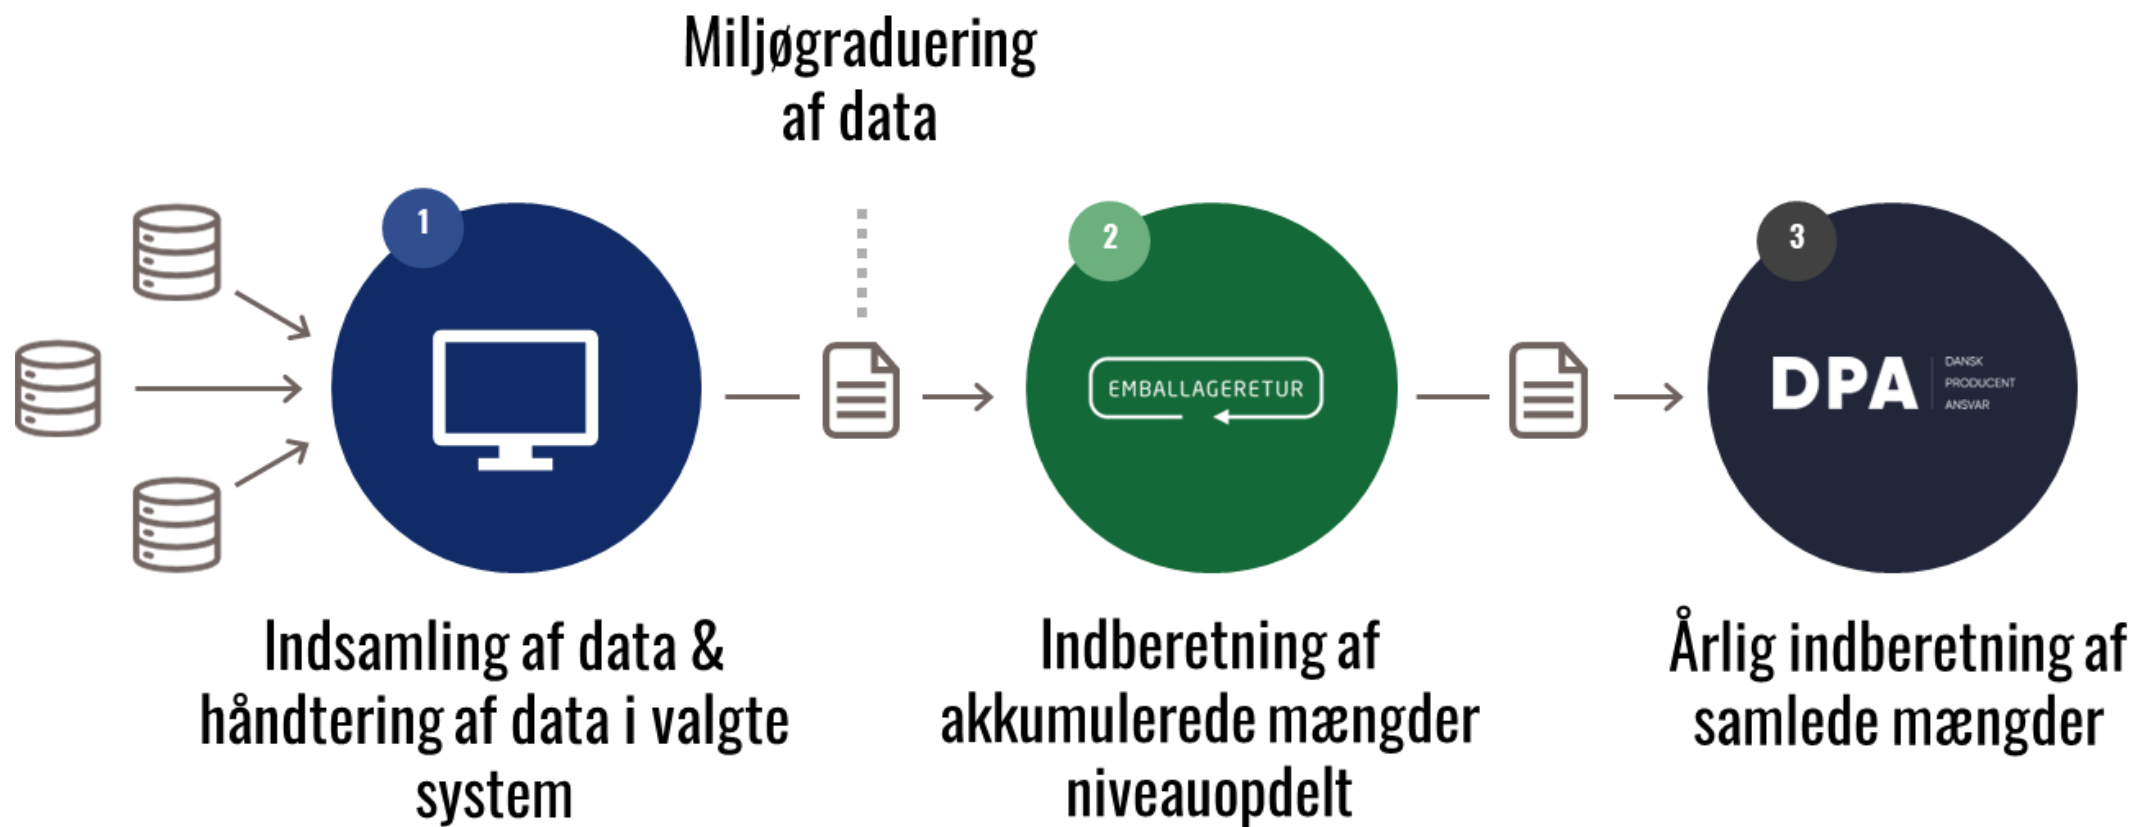 Miljøgraduering
af data
1
2
3
EMBALLAGERETUR
DPA
DANSK
PRODUCENT
ANSVAR
Indsamling af data &
håndtering af data i valgte
system
Indberetning af
akkumulerede mængder
niveauopdelt
Årlig indberetning af
samlede mængder